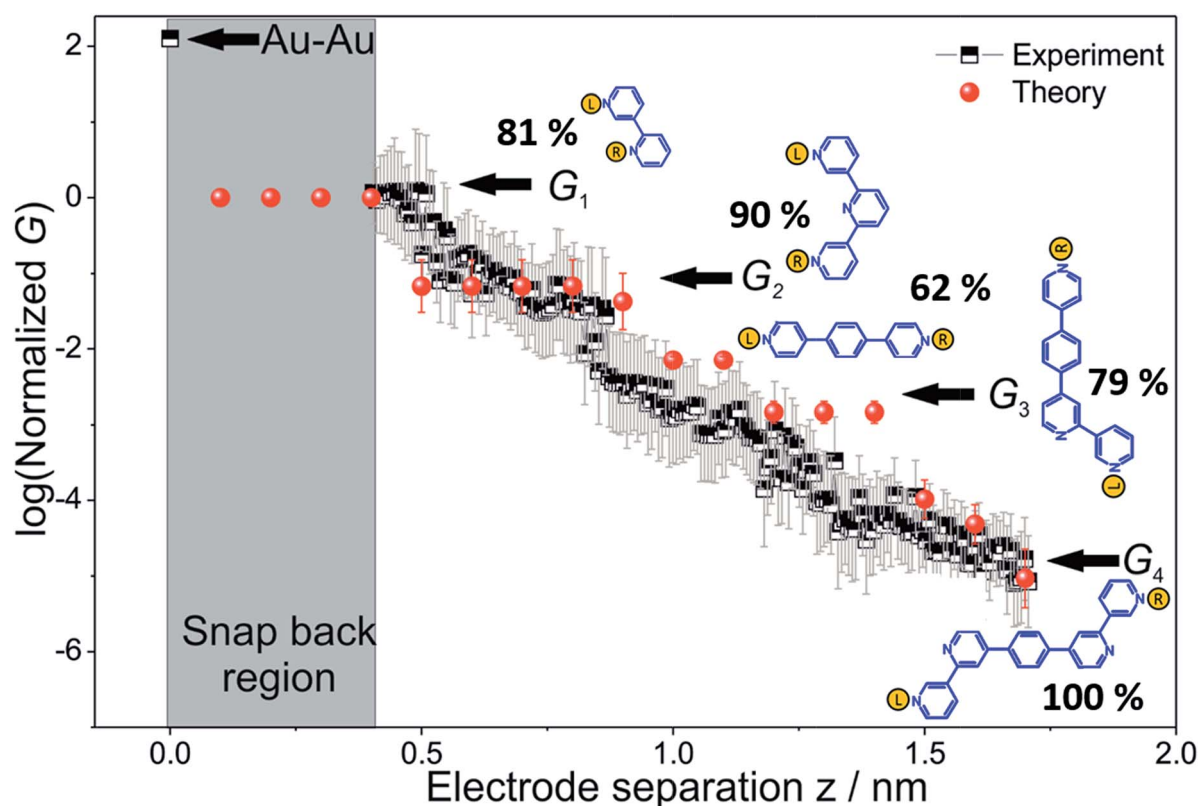 2
Au-Au
Experiment
Theory
81 %
L
N
R
N
G1
0
L
N
90 %
N
R
N
G2
62 %
R
N
L
N
N
R
79 %
G3
N
N
L
-2
log(Normalized G)
-4
G4
N
R
N
N
L
N
100 %
Snap back
region
-6
0.0
0.5
1.0
1.5
2.0
Electrode separation z / nm